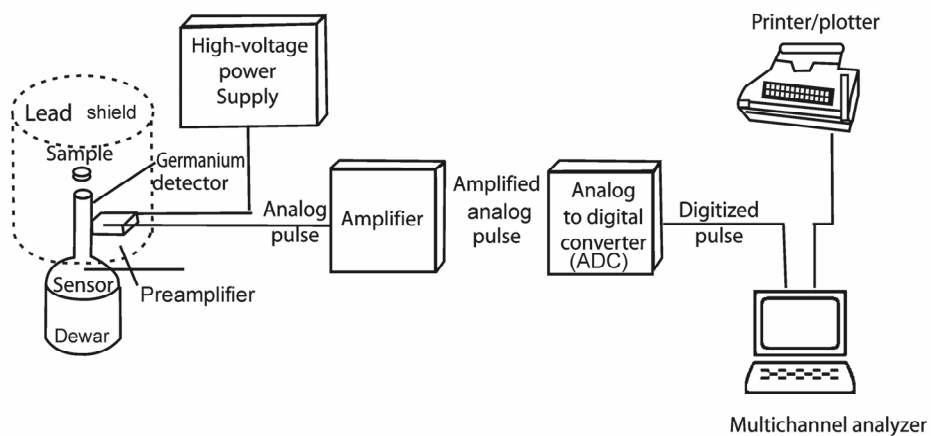 High-voltage
power
Supply
Printer/plotter
Lead shield
Sample
Germanium
detector
Analog
pulse
Amplifier
Amplified
analog
pulse
Analog
to digital
converter
(ADC)
Digitized
pulse
Sensor
Preamplifier
Dewar
Multichannel analyzer